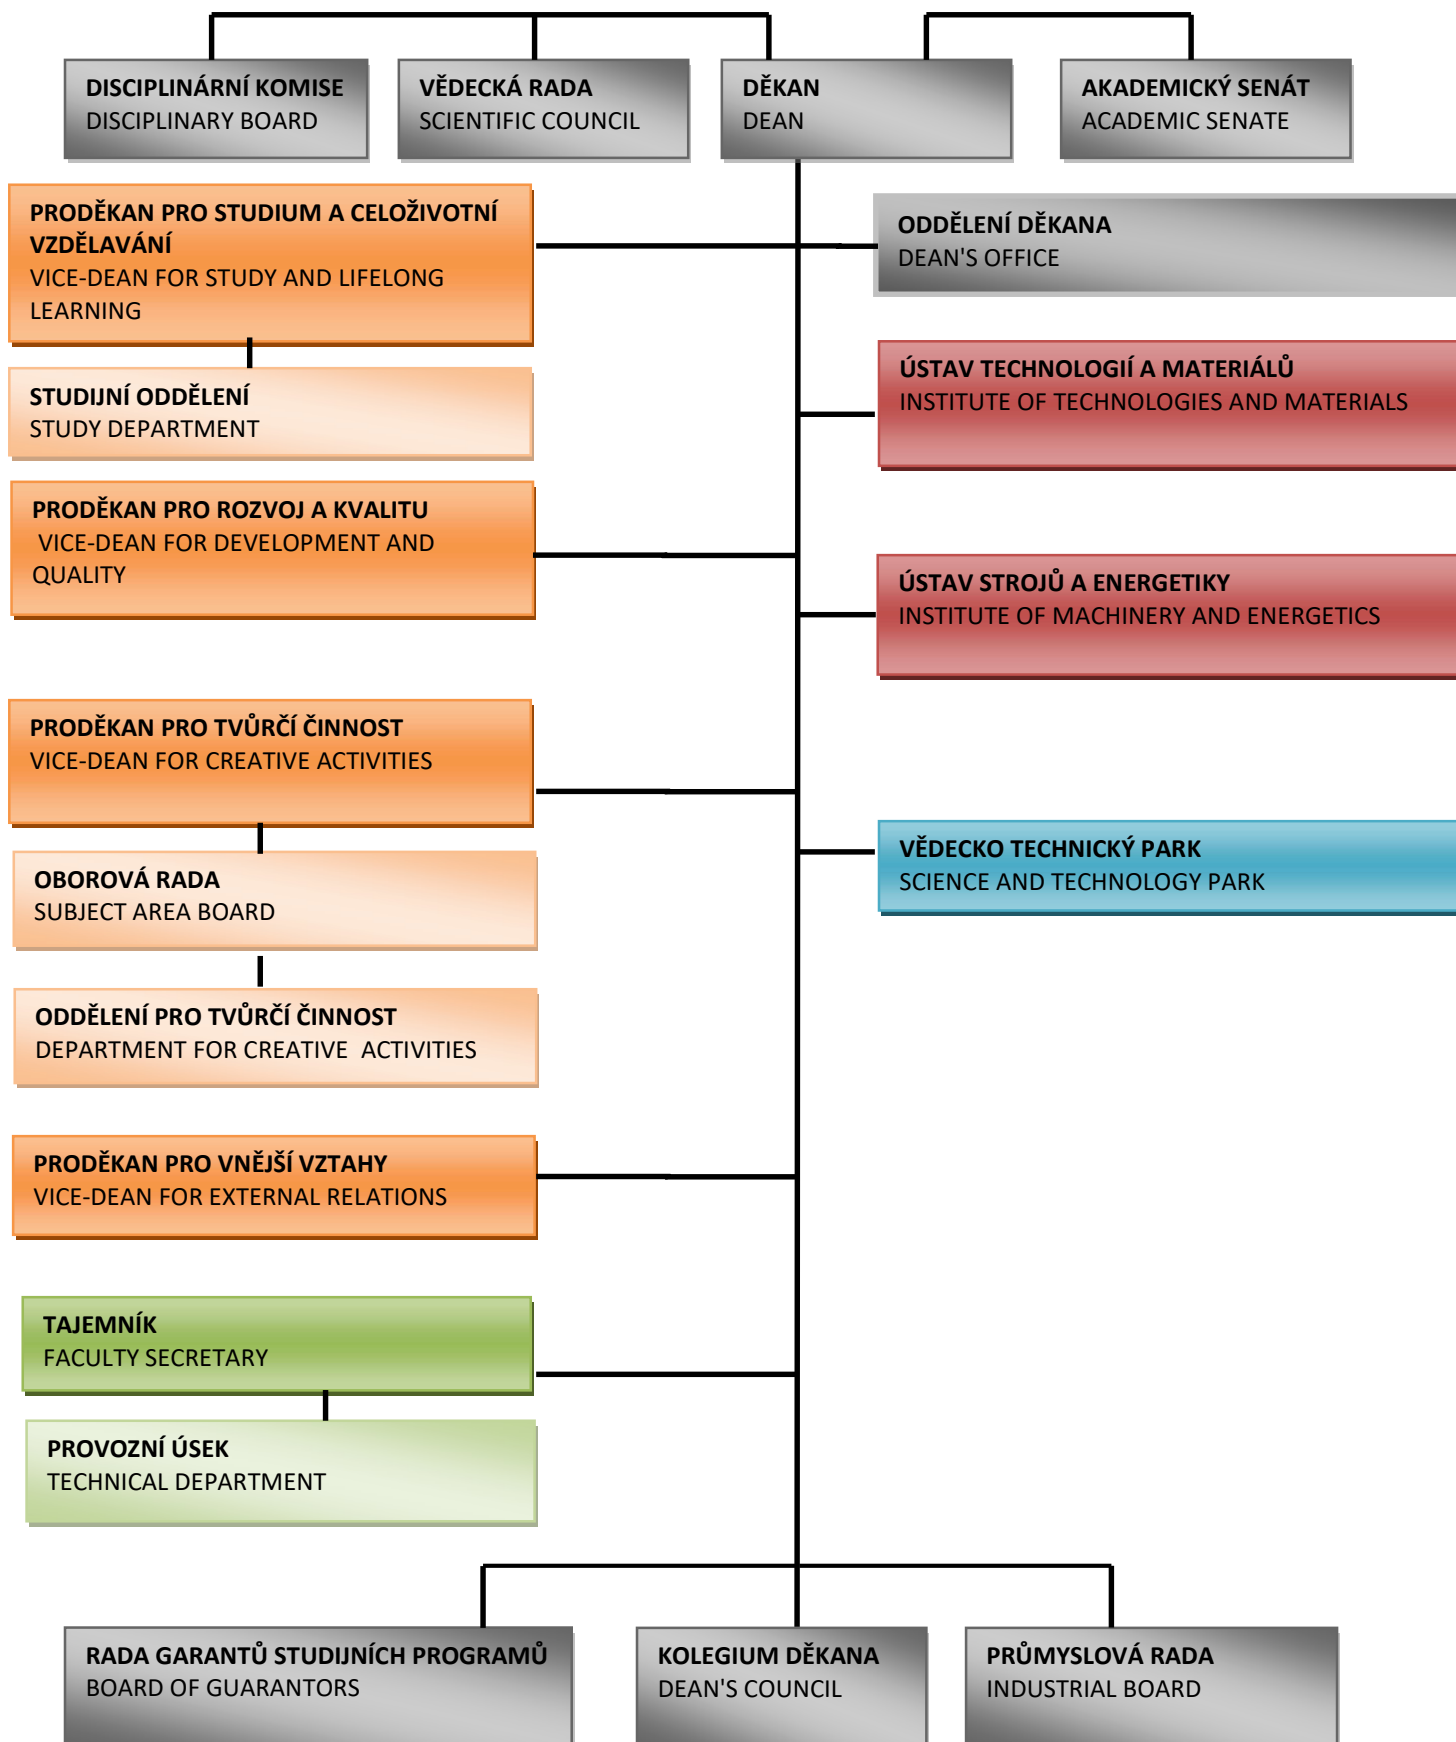 DISCIPLINÁRNÍ KOMISE
DISCIPLINARY BOARD
VĚDECKÁ RADA
SCIENTIFIC COUNCIL
DĚKAN
DEAN
AKADEMICKÝ SENÁT
ACADEMIC SENATE
PRODĚKAN PRO STUDIUM A CELOŽIVOTNÍ
VZDĚLAVÁNÍ
VICE-DEAN FOR STUDY AND LIFELONG
LEARNING
ODDĚLENÍ DĚKANA
DEAN'S OFFICE
STUDIJNÍ ODDĚLENÍ
STUDY DEPARTMENT
ÚSTAV TECHNOLOGIÍ A MATERIÁLŮ
INSTITUTE OF TECHNOLOGIES AND MATERIALS
PRODĚKAN PRO ROZVOJ A KVALITU
VICE-DEAN FOR DEVELOPMENT AND
QUALITY
ÚSTAV STROJŮ A ENERGETIKY
INSTITUTE OF MACHINERY AND ENERGETICS
PRODĚKAN PRO TVŮRČÍ ČINNOST
VICE-DEAN FOR CREATIVE ACTIVITIES
VĚDECKO TECHNICKÝ PARK
SCIENCE AND TECHNOLOGY PARK
OBOROVÁ RADA
SUBJECT AREA BOARD
ODDĚLENÍ PRO TVŮRČÍ ČINNOST
DEPARTMENT FOR CREATIVE  ACTIVITIES
PRODĚKAN PRO VNĚJŠÍ VZTAHY
VICE-DEAN FOR EXTERNAL RELATIONS
TAJEMNÍK
FACULTY SECRETARY
PROVOZNÍ ÚSEK
TECHNICAL DEPARTMENT
RADA GARANTŮ STUDIJNÍCH PROGRAMŮ
BOARD OF GUARANTORS
KOLEGIUM DĚKANA
DEAN'S COUNCIL
PRŮMYSLOVÁ RADA
INDUSTRIAL BOARD